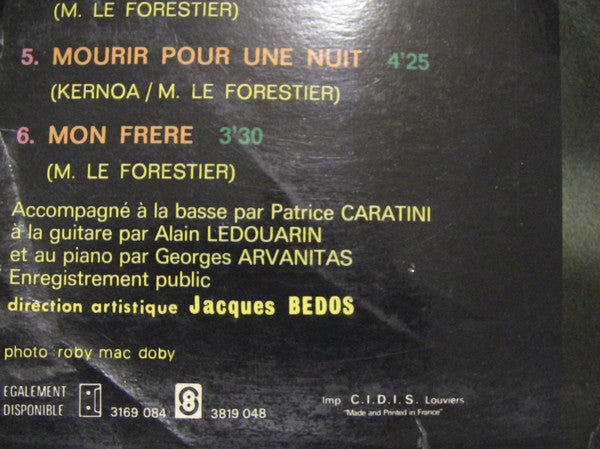 (M. LE FORESTIER)
5. MOURIR POUR UNE NUIT 4'25
(KERNOA / M. LE FORESTIER)
6. MON FRERE 3'30
(M. LE FORESTIER)
Accompagné à la basse par Patrice CARATINI
à la guitare par Alain LEDOUARIN
et au piano par Georges ARVANITAS
Enregistrement public
direction artistique Jacques BEDOS
photo roby mac doby
EGALEMENT
DISPONIBLE 3169 084 8 3819 048
Imp. C.I.D.I.S. Louviers
"Made and Printed in France"